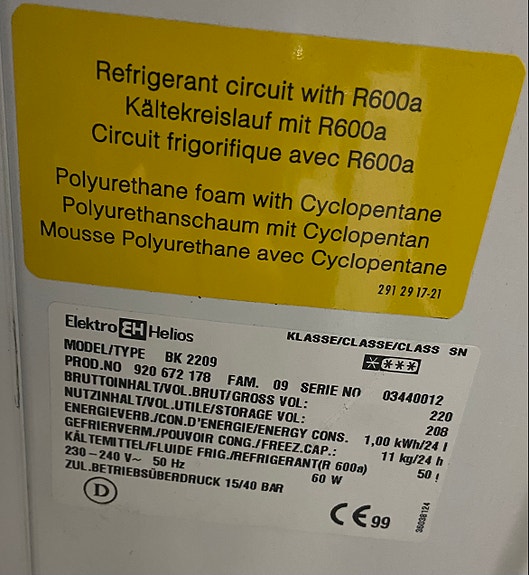 Refrigerant circuit with R600a
Kältekreislauf mit R600a
Circuit frigorifique avec R600a
Polyurethane foam with Cyclopentane
Polyurethanschaum mit Cyclopentan
Mousse Polyurethane avec Cyclopentane
291 29 17-21
Elektro EH Helios KLASSE/CLASSE/CLASS SN
MODEL/TYPE BK 2209
PROD.NO 920 672 178 FAM. 09 SERIE NO 03440012
BRUTTOINHALT/VOL.BRUT/GROSS VOL: 220
NUTZINHALT/VOL.UTILE/STORAGE VOL: 208
ENERGIEVERB./CON.D'ENERGIE/ENERGY CONS. 1,00 kWh/24 l
GEFRIERVERM./POUVOIR CONG./FREEZ.CAP.: 11 kg/24 h
KÄLTEMITTEL/FLUIDE FRIG./REFRIGERANT(R 600a) 50 !
230-240 V~ 50 Hz 60 W
ZUL.BETRIEBSÜBERDRUCK 15/40 BAR
D
CE 99
36038124